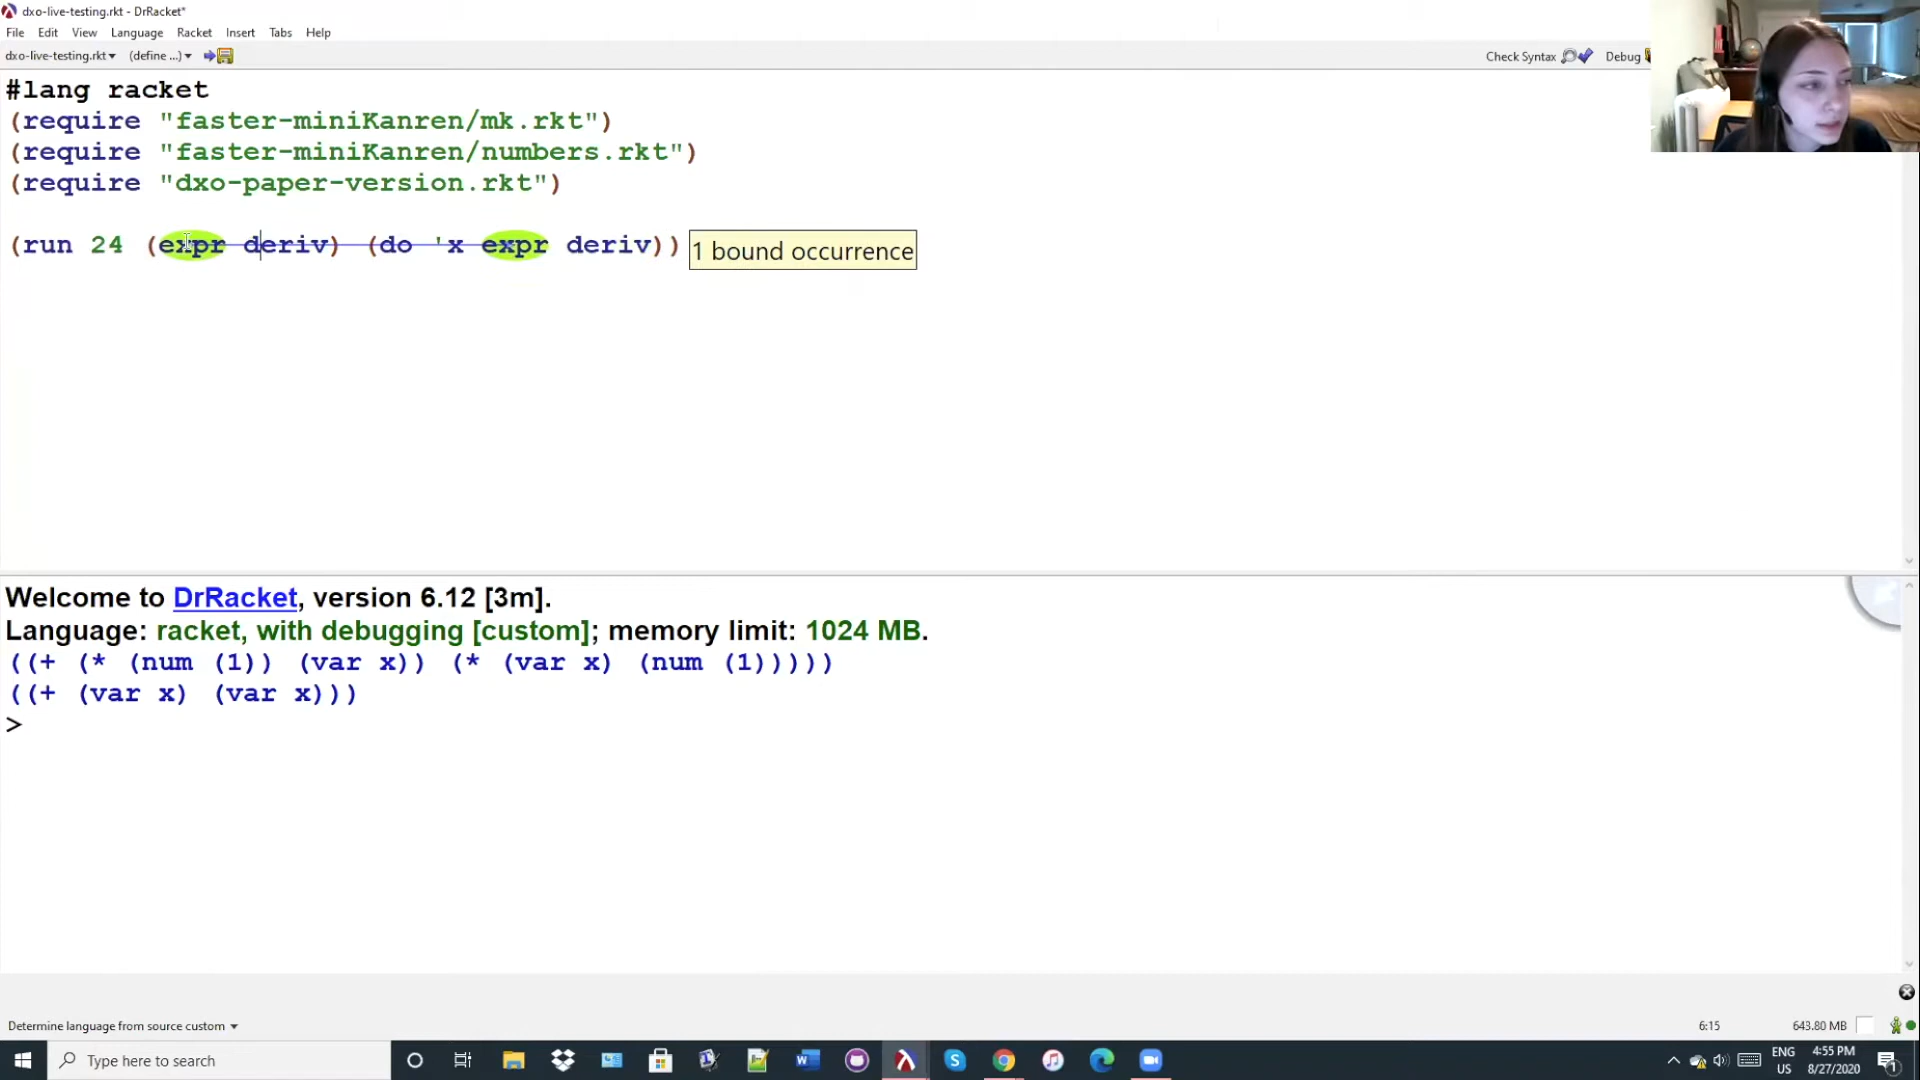 dxo-live-testing.rkt - DrRacket*
File Edit View Language Racket Insert Tabs Help
dxo-live-testing.rkt▾ (define ...)▾
Check Syntax Debug
#lang racket
(require "faster-miniKanren/mk.rkt")
(require "faster-miniKanren/numbers.rkt")
(require "dxo-paper-version.rkt")
(run 24 (expr deriv) (do 'x expr deriv))
1 bound occurrence
Welcome to DrRacket, version 6.12 [3m].
Language: racket, with debugging [custom]; memory limit: 1024 MB.
((+ (* (num (1)) (var x)) (* (var x) (num (1)))))
((+ (var x) (var x)))
>
Determine language from source custom ▾
6:15
643.80 MB
Type here to search
ENG
US
4:55 PM
8/27/2020